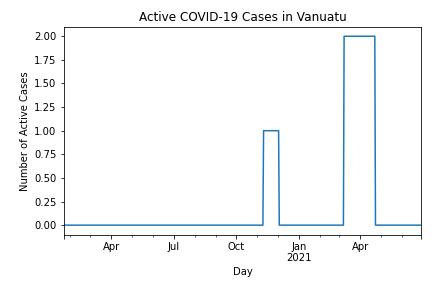 Active COVID-19 Cases in Vanuatu
2.00
1.75
1.50
1.25
1.00
0.75
0.50
0.25
0.00
Number of Active Cases
Apr Jul Oct Jan Apr
2021
Day